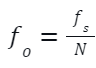 f_o = f_s / N